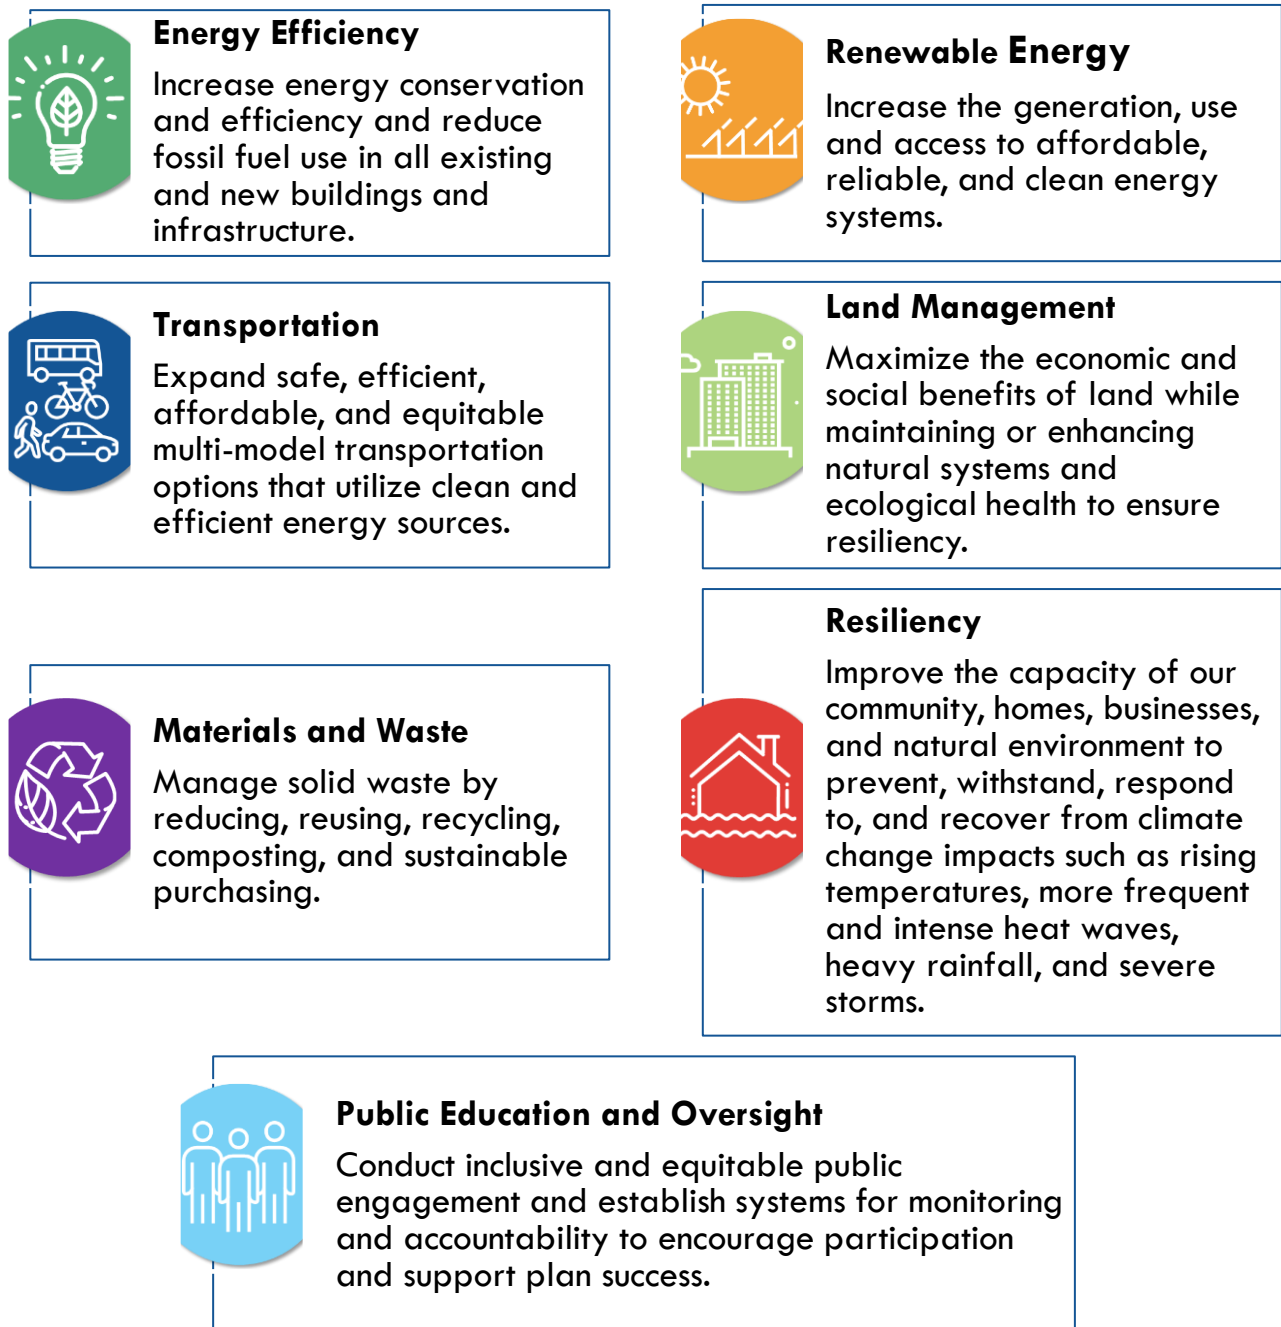 Energy Efficiency
Increase energy conservation
and efficiency and reduce
fossil fuel use in all existing
and new buildings and
infrastructure.
Renewable Energy
Increase the generation, use
and access to affordable,
reliable, and clean energy
systems.
Transportation
Expand safe, efficient,
affordable, and equitable
multi-model transportation
options that utilize clean and
efficient energy sources.
Land Management
Maximize the economic and
social benefits of land while
maintaining or enhancing
natural systems and
ecological health to ensure
resiliency.
Materials and Waste
Manage solid waste by
reducing, reusing, recycling,
composting, and sustainable
purchasing.
Resiliency
Improve the capacity of our
community, homes, businesses,
and natural environment to
prevent, withstand, respond
to, and recover from climate
change impacts such as rising
temperatures, more frequent
and intense heat waves,
heavy rainfall, and severe
storms.
Public Education and Oversight
Conduct inclusive and equitable public
engagement and establish systems for monitoring
and accountability to encourage participation
and support plan success.